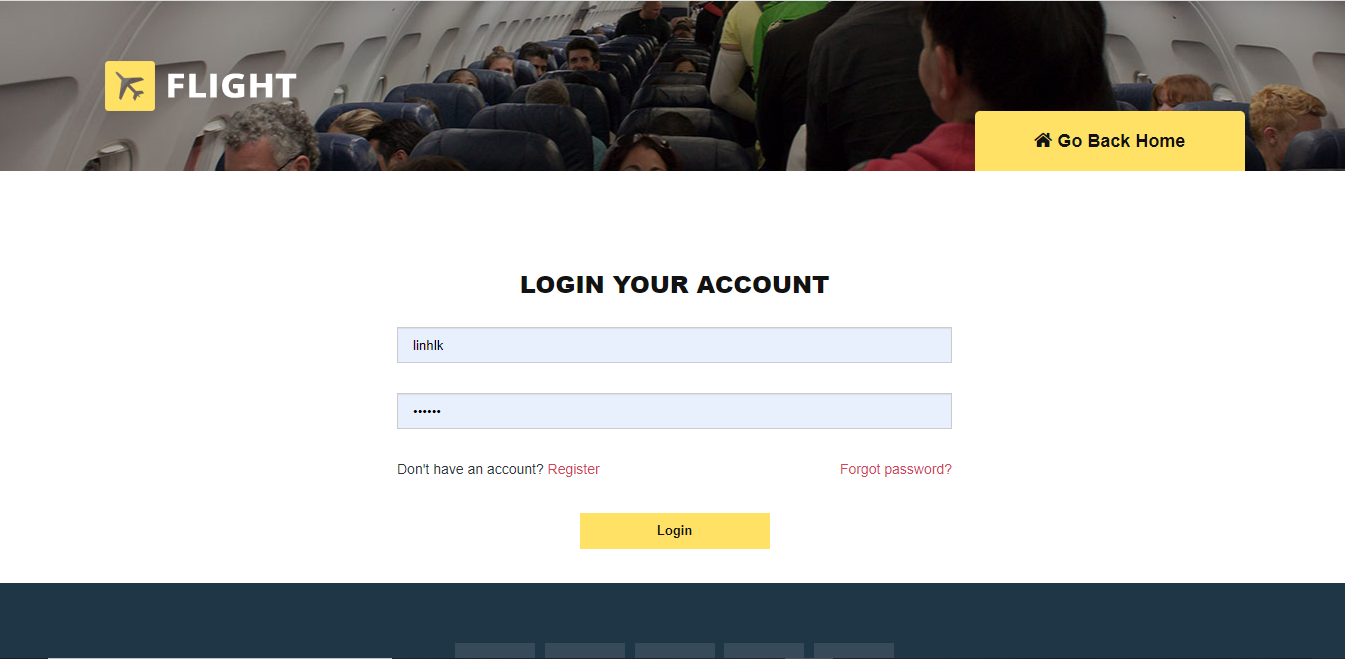 FLIGHT
Go Back Home
LOGIN YOUR ACCOUNT
linhlk
••••••
Don't have an account? Register
Forgot password?
Login